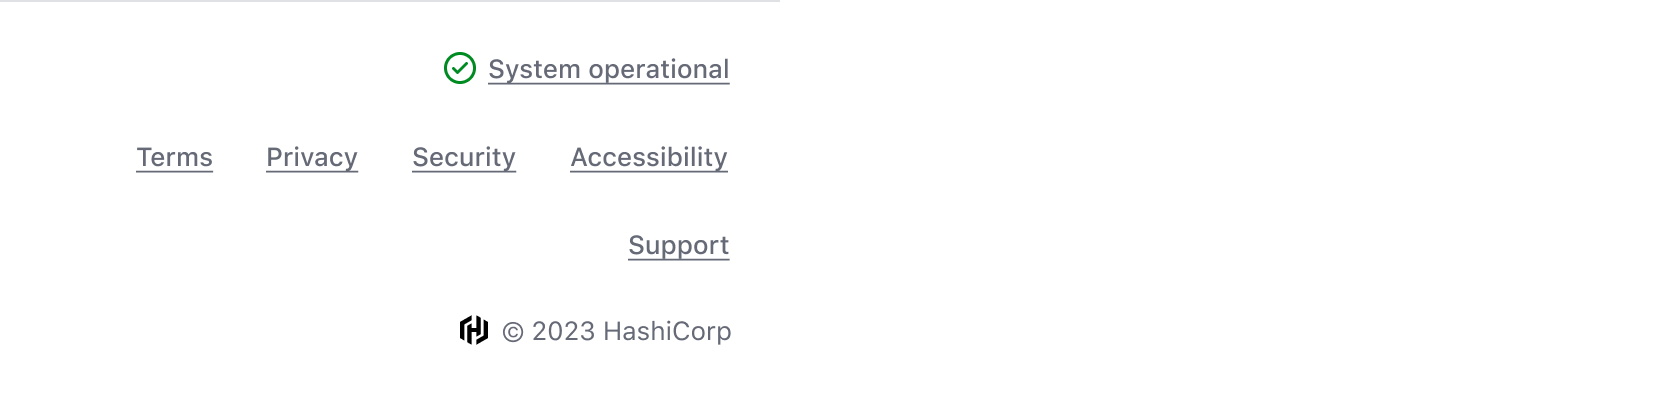 System operational
Terms Privacy Security Accessibility
Support
© 2023 HashiCorp